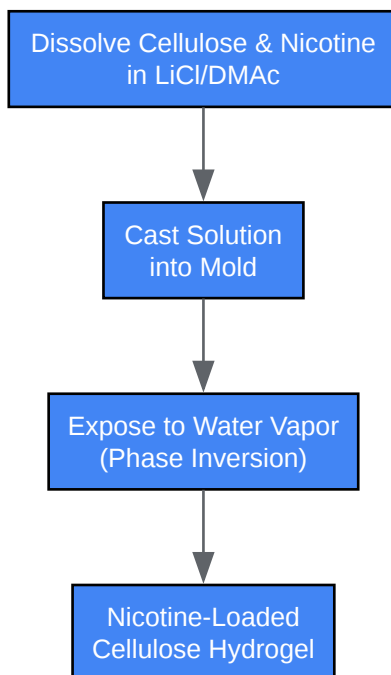 Dissolve Cellulose & Nicotine
in LiCl/DMAc
Cast Solution
into Mold
Expose to Water Vapor
(Phase Inversion)
Nicotine-Loaded
Cellulose Hydrogel